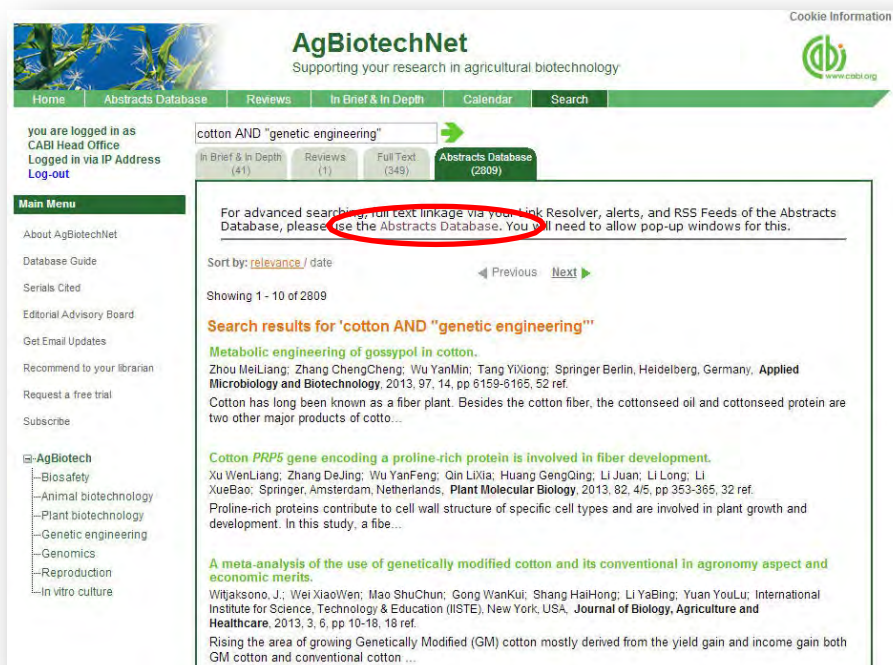 Cookie Information
AgBiotechNet
Supporting your research in agricultural biotechnology
cabi
www.cabi.org
Home Abstracts Database Reviews In Brief & In Depth Calendar Search
you are logged in as
CABI Head Office
Logged in via IP Address
Log-out
cotton AND "genetic engineering"
In Brief & In Depth (41) Reviews (1) Full Text (349) Abstracts Database (2809)
Main Menu
About AgBiotechNet
Database Guide
Serials Cited
Editorial Advisory Board
Get Email Updates
Recommend to your librarian
Request a free trial
Subscribe
AgBiotech
Biosafety
Animal biotechnology
Plant biotechnology
Genetic engineering
Genomics
Reproduction
In vitro culture
For advanced searching, full text linkage via your Link Resolver, alerts, and RSS Feeds of the Abstracts
Database, please use the Abstracts Database. You will need to allow pop-up windows for this.
Sort by: relevance / date
Previous Next
Showing 1 - 10 of 2809
Search results for 'cotton AND "genetic engineering"'
Metabolic engineering of gossypol in cotton.
Zhou MeiLiang; Zhang ChengCheng; Wu YanMin; Tang YiXiong; Springer Berlin, Heidelberg, Germany, Applied
Microbiology and Biotechnology, 2013, 97, 14, pp 6159-6165, 52 ref.
Cotton has long been known as a fiber plant. Besides the cotton fiber, the cottonseed oil and cottonseed protein are
two other major products of cotto...
Cotton PRP5 gene encoding a proline-rich protein is involved in fiber development.
Xu WenLiang; Zhang DeJing; Wu YanFeng; Qin LiXia; Huang GengQing; Li Juan; Li Long; Li
XueBao; Springer, Amsterdam, Netherlands, Plant Molecular Biology, 2013, 82, 4/5, pp 353-365, 32 ref.
Proline-rich proteins contribute to cell wall structure of specific cell types and are involved in plant growth and
development. In this study, a fibe...
A meta-analysis of the use of genetically modified cotton and its conventional in agronomy aspect and
economic merits.
Witjaksono, J.; Wei XiaoWen; Mao ShuChun; Gong WanKui; Shang HaiHong; Li YaBing; Yuan YouLu; International
Institute for Science, Technology & Education (IISTE), New York, USA, Journal of Biology, Agriculture and
Healthcare, 2013, 3, 6, pp 10-18, 18 ref.
Rising the area of growing Genetically Modified (GM) cotton mostly derived from the yield gain and income gain both
GM cotton and conventional cotton ...